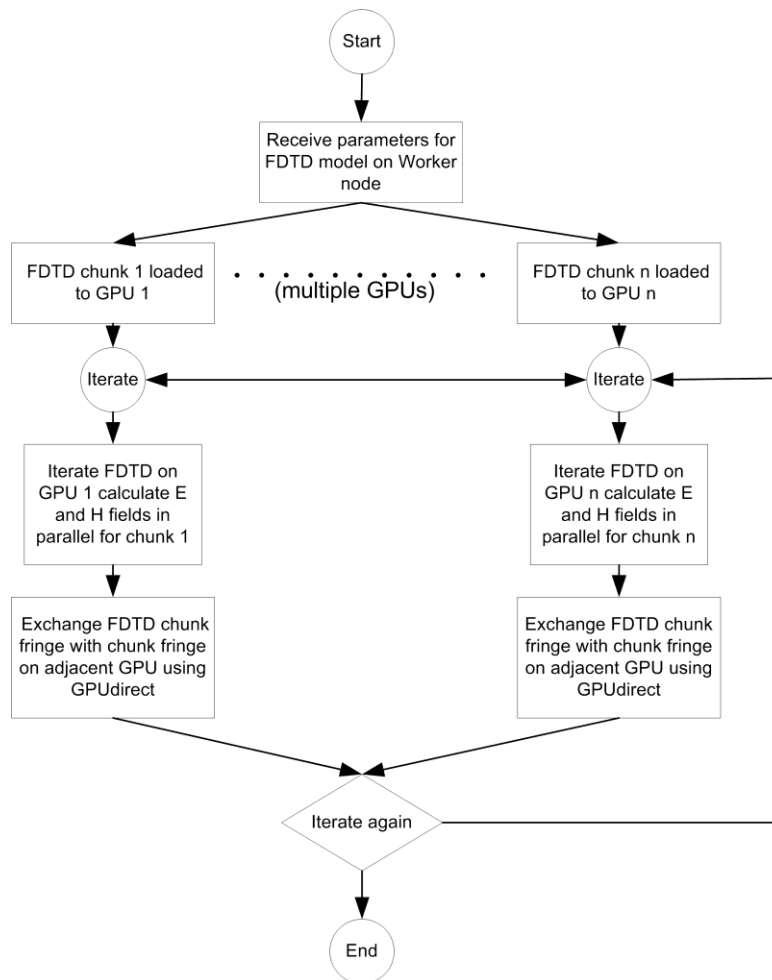 Start
Receive parameters for
FDTD model on Worker
node
FDTD chunk 1 loaded
to GPU 1
(multiple GPUs)
FDTD chunk n loaded
to GPU n
Iterate
Iterate
Iterate FDTD on
GPU 1 calculate E
and H fields in
parallel for chunk 1
Iterate FDTD on
GPU n calculate E
and H fields in
parallel for chunk n
Exchange FDTD chunk
fringe with chunk fringe
on adjacent GPU using
GPUdirect
Exchange FDTD chunk
fringe with chunk fringe
on adjacent GPU using
GPUdirect
Iterate again
End